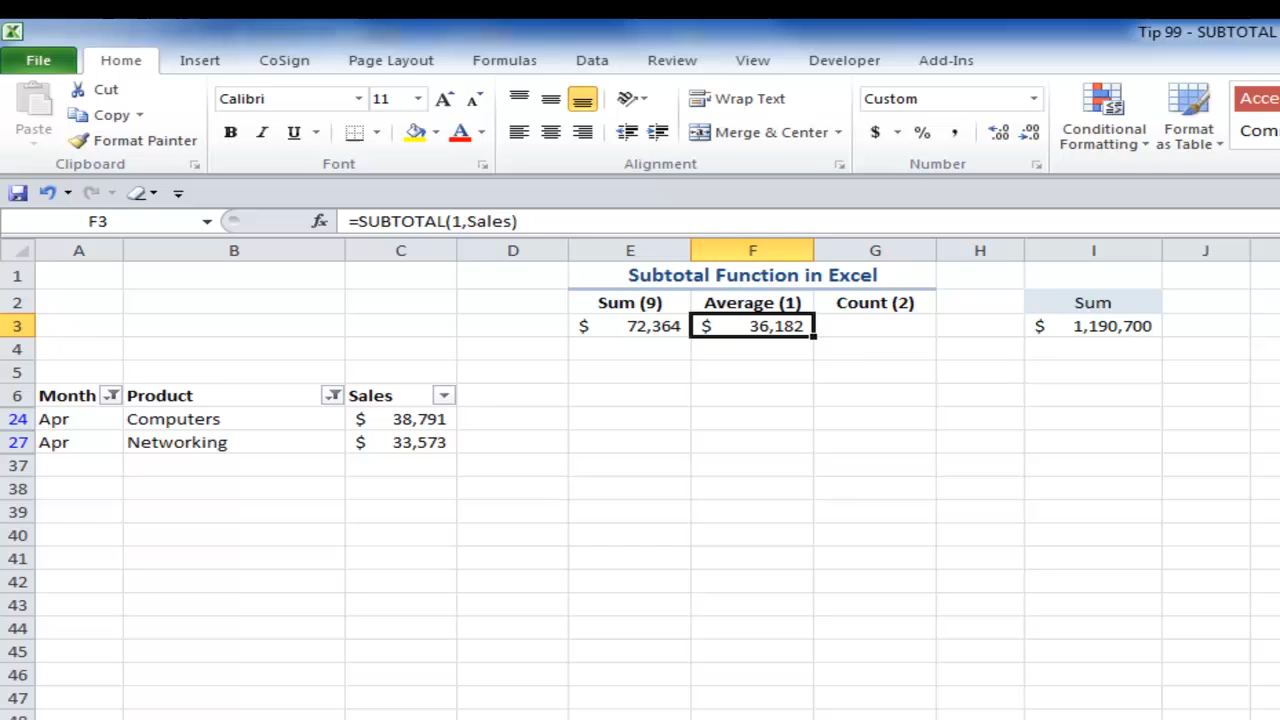 Tip 99 - SUBTOTAL
File Home Insert CoSign Page Layout Formulas Data Review View Developer Add-Ins
Paste
Cut
Copy
Format Painter
Clipboard
Calibri 11
B I U A
Font
Wrap Text
Merge & Center
Alignment
Custom
$ % ,
Number
Conditional Formatting
Format as Table
Acce
Com
F3 fx =SUBTOTAL(1,Sales)
A B C D E F G H I J
1 Subtotal Function in Excel
2 Sum (9) Average (1) Count (2) Sum
3 $ 72,364 $ 36,182 $ 1,190,700
4
5
6 Month Product Sales
24 Apr Computers $ 38,791
27 Apr Networking $ 33,573
37
38
39
40
41
42
43
44
45
46
47